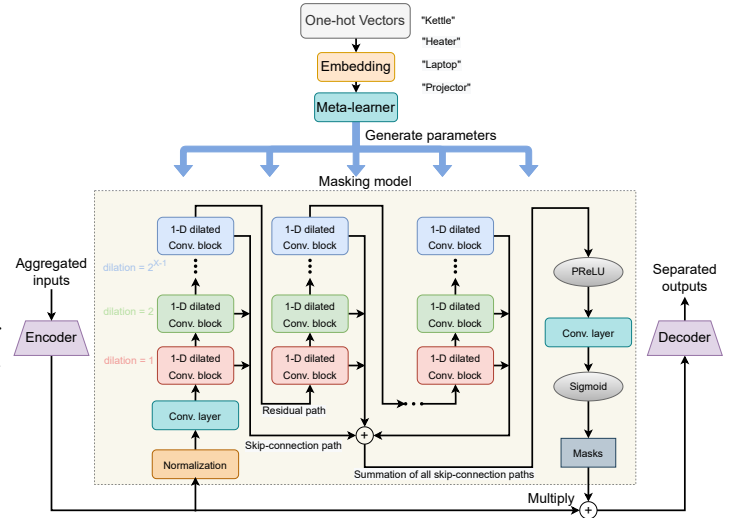 One-hot Vectors
"Kettle"
"Heater"
Embedding
"Laptop"
"Projector"
Meta-learner
Generate parameters
Masking model
1-D dilated
Conv. block
1-D dilated
Conv. block
1-D dilated
Conv. block
dilation = 2^X-1
Aggregated
inputs
PReLU
Separated
outputs
dilation = 2
1-D dilated
Conv. block
1-D dilated
Conv. block
1-D dilated
Conv. block
Encoder
Conv. layer
Decoder
dilation = 1
1-D dilated
Conv. block
1-D dilated
Conv. block
1-D dilated
Conv. block
Sigmoid
Residual path
Conv. layer
+
Skip-connection path
Masks
Normalization
Summation of all skip-connection paths
Multiply
+